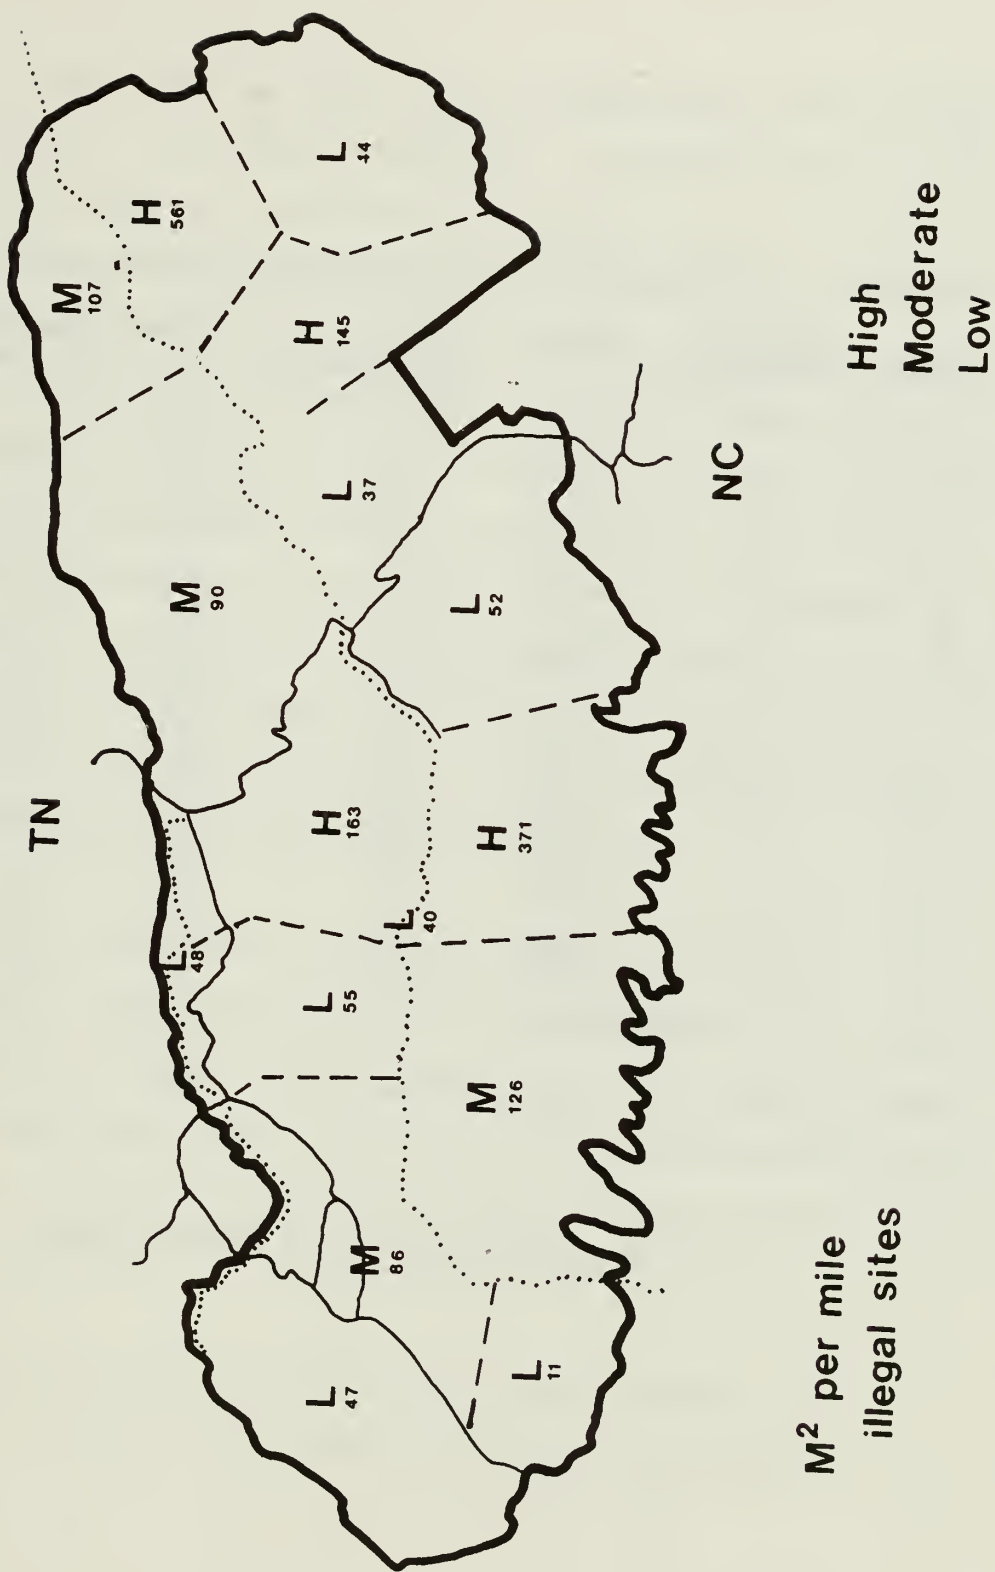 TN
M
107
H
561
L
48
M
90
L
47
L
55
H
163
L
37
H
145
L
44
M
86
L
40
L
11
M
126
H
371
L
52
NC
M² per mile
illegal sites
High
Moderate
Low